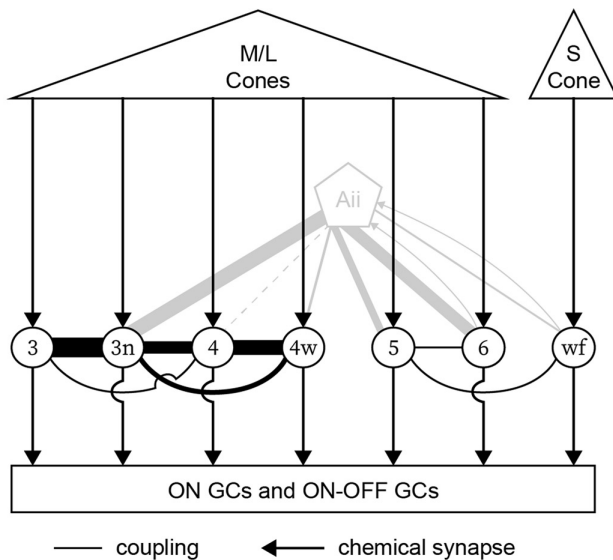 M/L
Cones
S
Cone
Aii
3
3n
4
4w
5
6
wf
ON GCs and ON-OFF GCs
coupling
chemical synapse